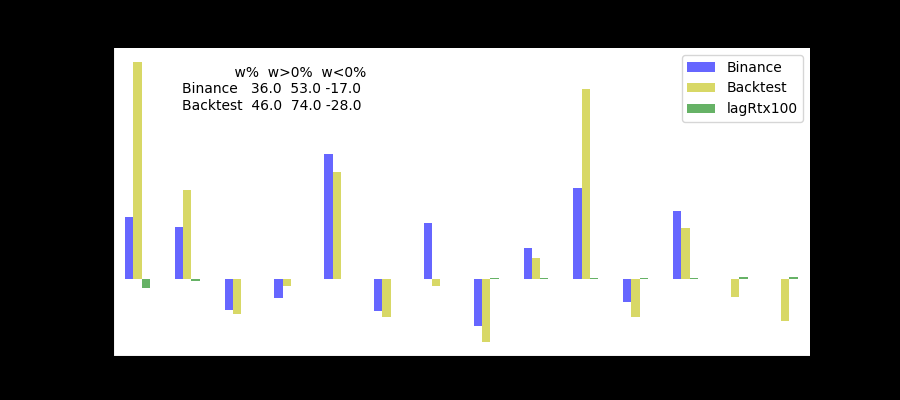 w% w>0% w<0%
Binance 36.0 53.0 -17.0
Backtest 46.0 74.0 -28.0
Binance
Backtest
lagRtx100